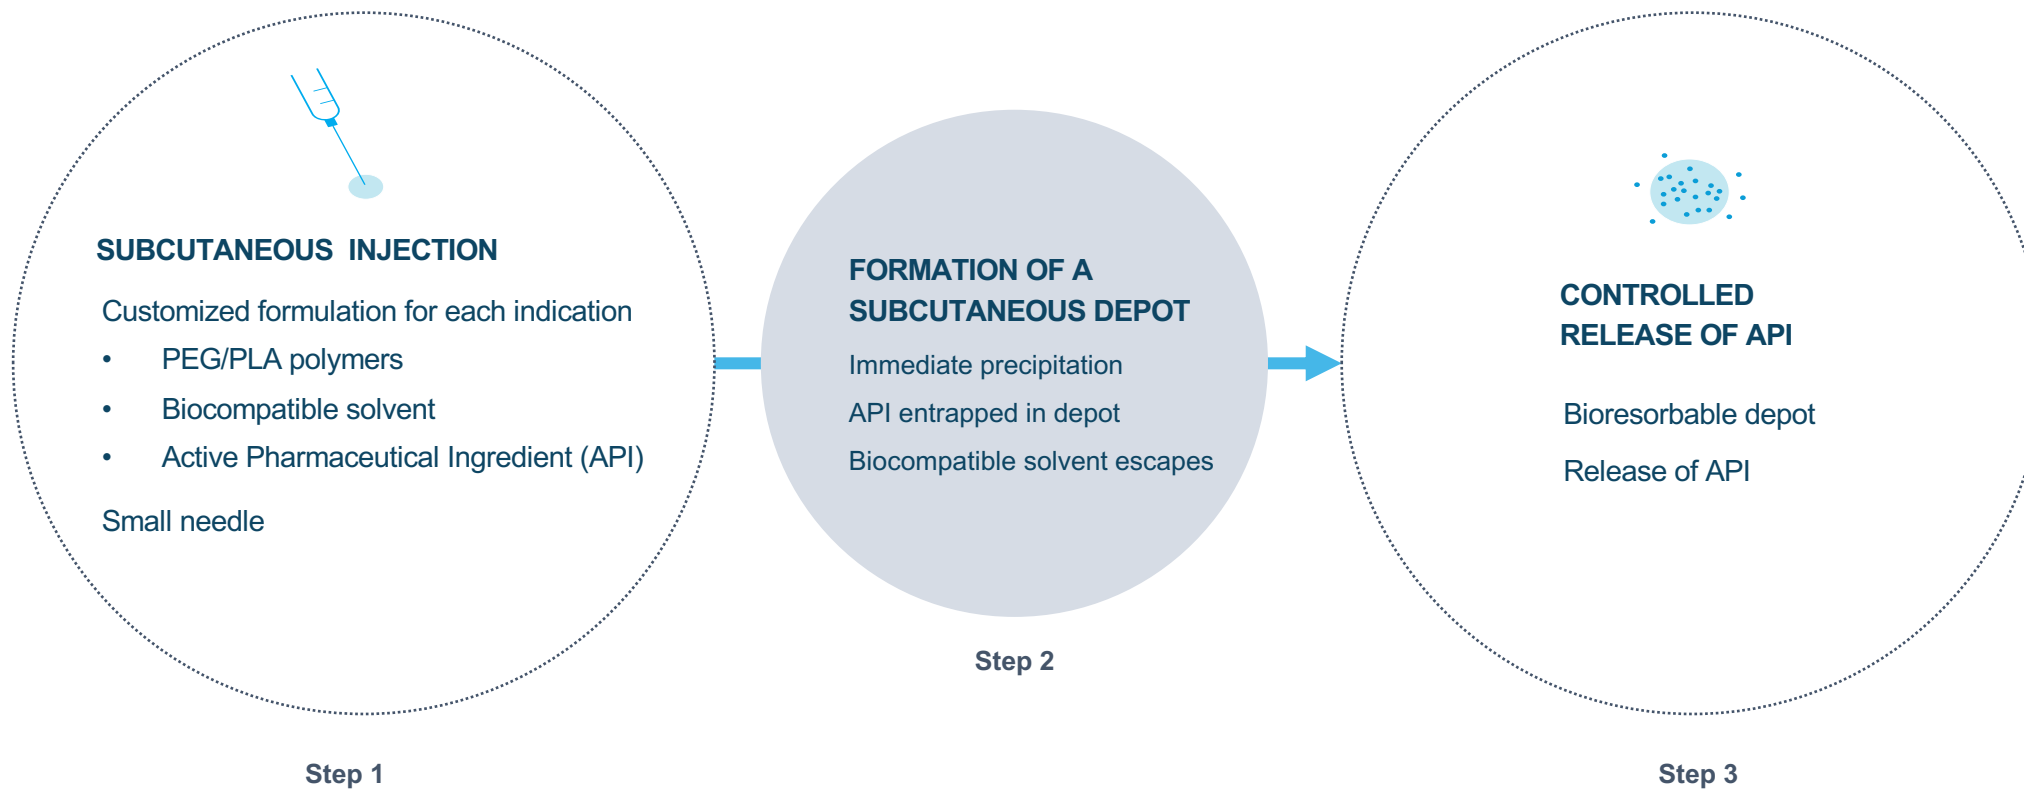 SUBCUTANEOUS INJECTION
Customized formulation for each indication
• PEG/PLA polymers
• Biocompatible solvent
• Active Pharmaceutical Ingredient (API)
Small needle
Step 1
FORMATION OF A
SUBCUTANEOUS DEPOT
Immediate precipitation
API entrapped in depot
Biocompatible solvent escapes
Step 2
CONTROLLED
RELEASE OF API
Bioresorbable depot
Release of API
Step 3